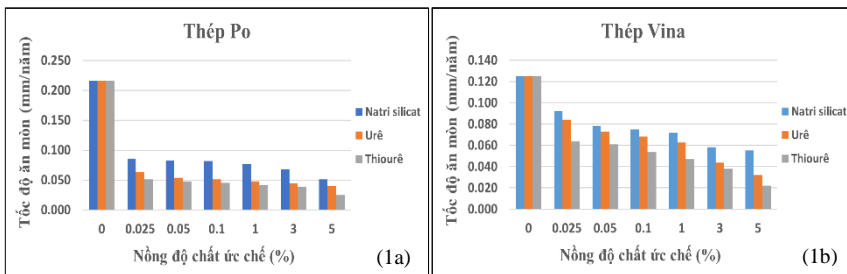 Thép Po
Tốc độ ăn mòn (mm/năm)
0.250
0.200
0.150
0.100
0.050
0.000
0 0.025 0.05 0.1 1 3 5
Nồng độ chất ức chế (%)
Natri silicat
Urê
Thiourê
(1a)
Thép Vina
Tốc độ ăn mòn (mm/năm)
0.140
0.120
0.100
0.080
0.060
0.040
0.020
0.000
0 0.025 0.05 0.1 1 3 5
Nồng độ chất ức chế (%)
Natri silicat
Urê
Thiourê
(1b)